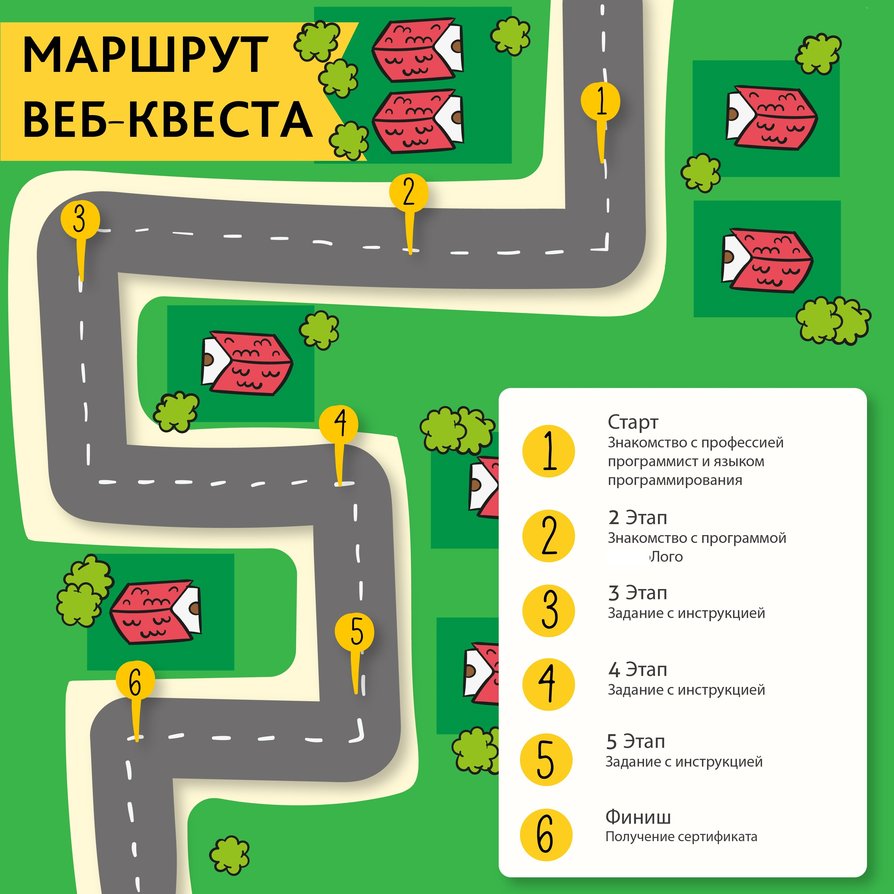 МАРШРУТ
ВЕБ-КВЕСТА
1
2
3
4
5
6
1
Старт
Знакомство с профессией
программист и языком
программирования
2
2 Этап
Знакомство с программой
Лого
3
3 Этап
Задание с инструкцией
4
4 Этап
Задание с инструкцией
5
5 Этап
Задание с инструкцией
6
Финиш
Получение сертификата